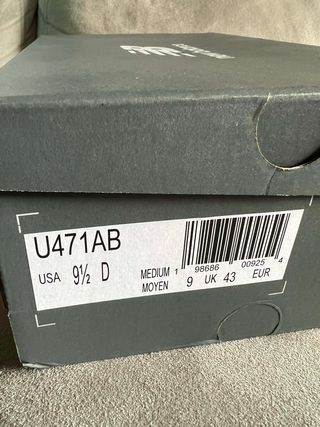 U471AB
USA 9½ D MEDIUM 9 UK 43 EUR
MOYEN
1 98686 00925 4